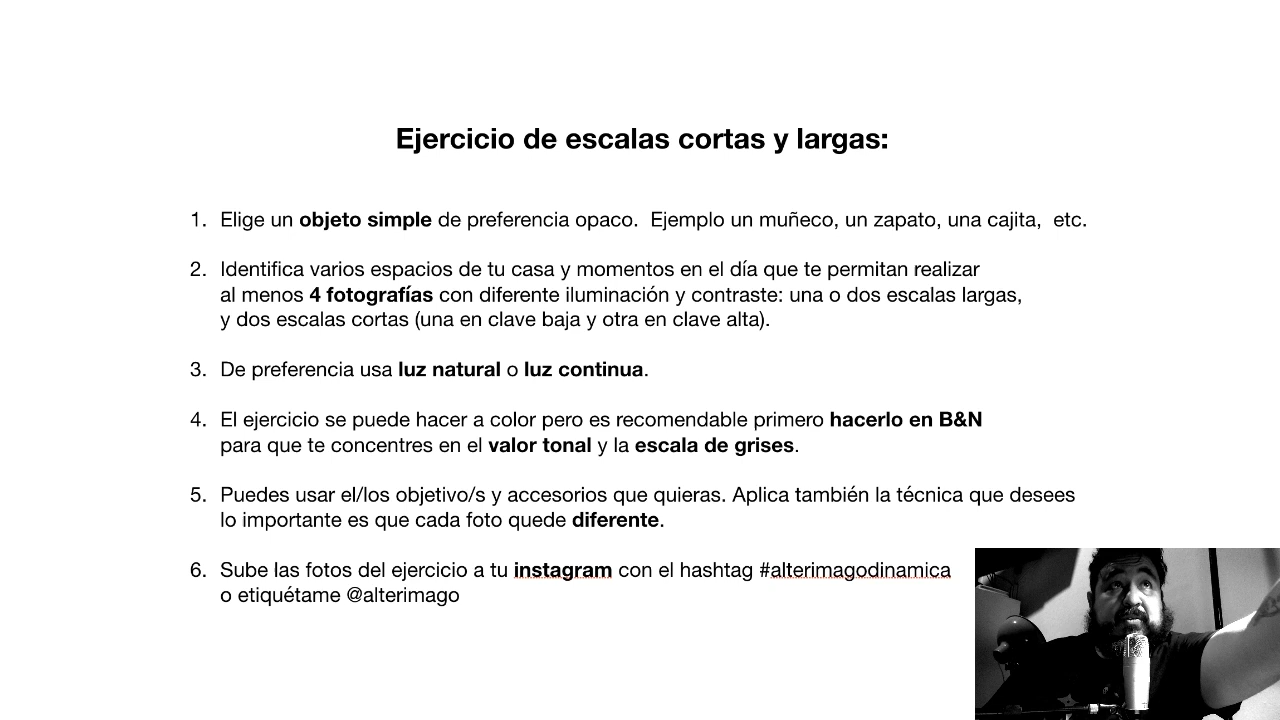 Ejercicio de escalas cortas y largas:
1. Elige un objeto simple de preferencia opaco. Ejemplo un muñeco, un zapato, una cajita, etc.
2. Identifica varios espacios de tu casa y momentos en el día que te permitan realizar
al menos 4 fotografías con diferente iluminación y contraste: una o dos escalas largas,
y dos escalas cortas (una en clave baja y otra en clave alta).
3. De preferencia usa luz natural o luz continua.
4. El ejercicio se puede hacer a color pero es recomendable primero hacerlo en B&N
para que te concentres en el valor tonal y la escala de grises.
5. Puedes usar el/los objetivo/s y accesorios que quieras. Aplica también la técnica que desees
lo importante es que cada foto quede diferente.
6. Sube las fotos del ejercicio a tu instagram con el hashtag #alterimagodinamica
o etiquétame @alterimago